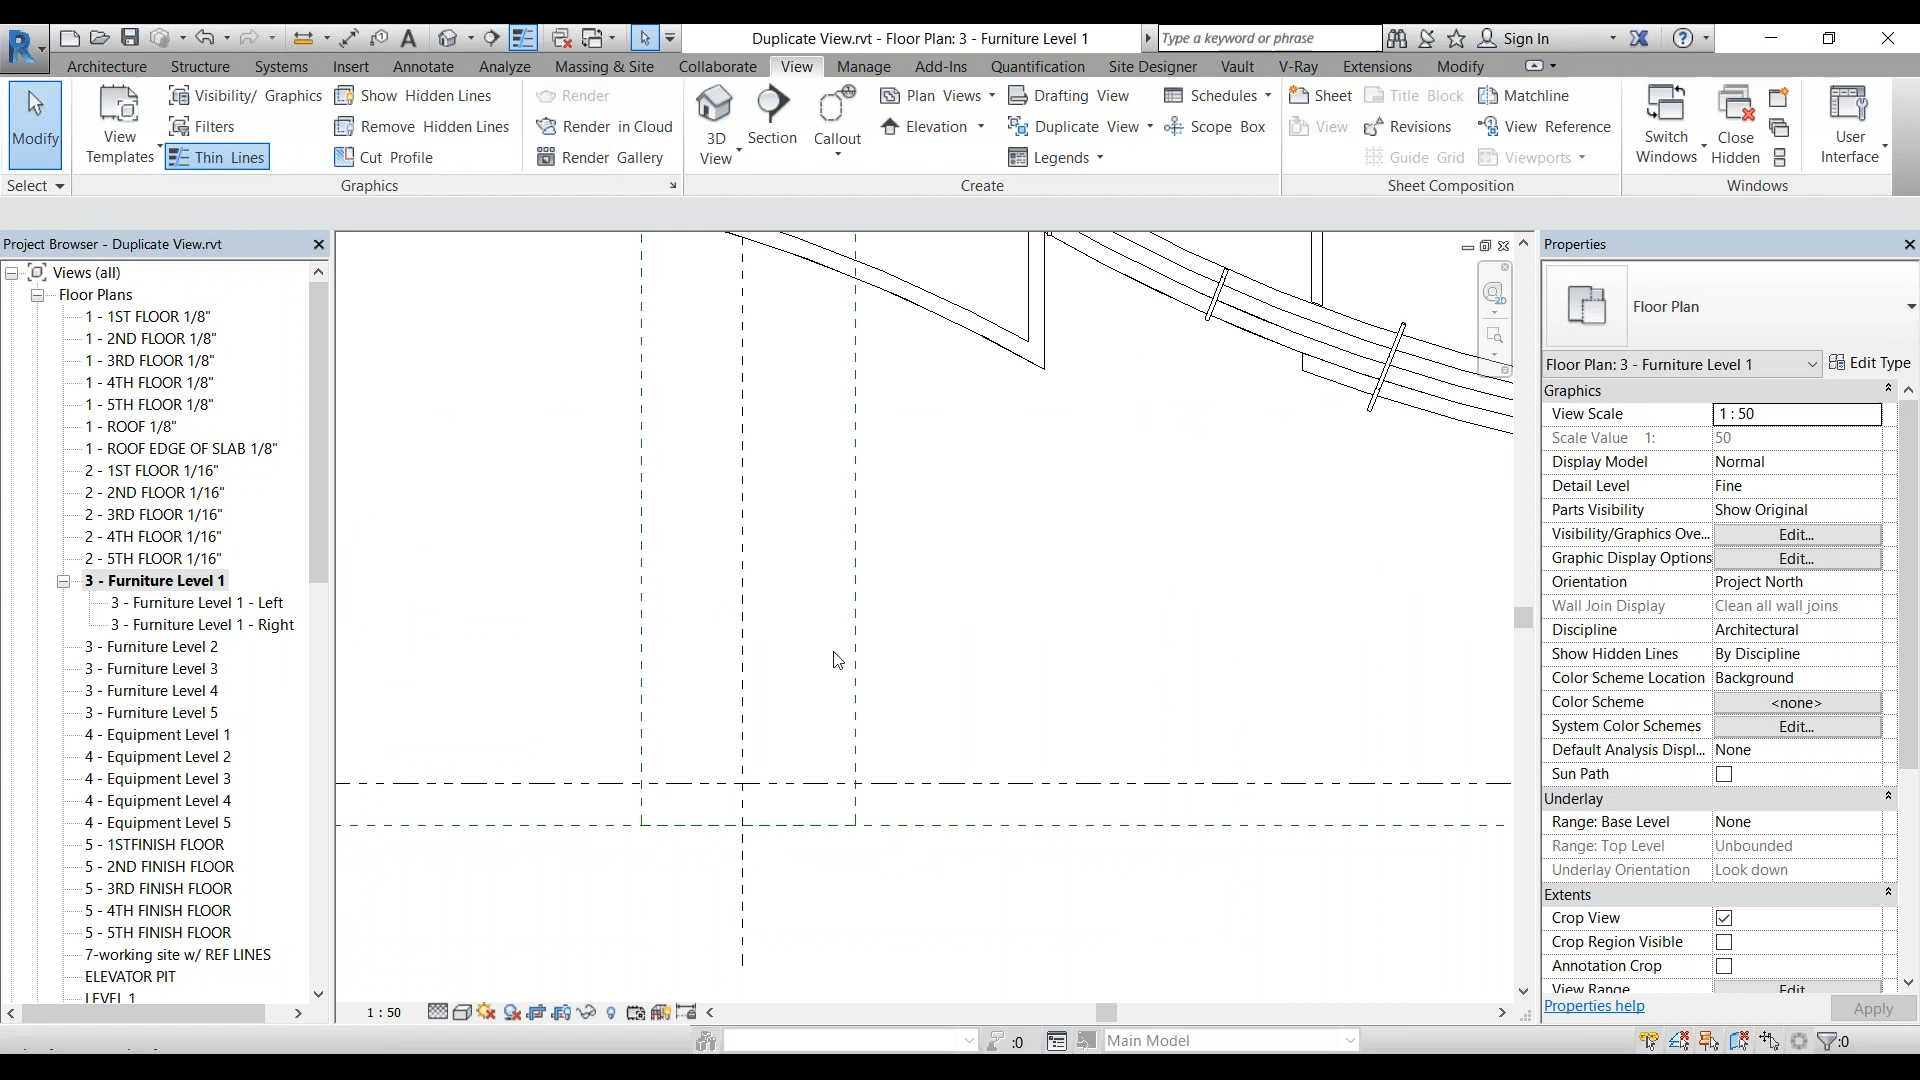 Duplicate View.rvt - Floor Plan: 3 - Furniture Level 1
Type a keyword or phrase
Sign In
Architecture Structure Systems Insert Annotate Analyze Massing & Site Collaborate View Manage Add-Ins Quantification Site Designer Vault V-Ray Extensions Modify
Modify
View Templates
Visibility/ Graphics
Filters
Thin Lines
Show Hidden Lines
Remove Hidden Lines
Cut Profile
Render
Render in Cloud
Render Gallery
3D View
Section
Callout
Plan Views
Elevation
Drafting View
Duplicate View
Legends
Schedules
Scope Box
Sheet
View
Title Block
Revisions
Guide Grid
Matchline
View Reference
Viewports
Switch Windows
Close Hidden
User Interface
Select
Graphics
Create
Sheet Composition
Windows
Project Browser - Duplicate View.rvt
Views (all)
Floor Plans
1 - 1ST FLOOR 1/8"
1 - 2ND FLOOR 1/8"
1 - 3RD FLOOR 1/8"
1 - 4TH FLOOR 1/8"
1 - 5TH FLOOR 1/8"
1 - ROOF 1/8"
1 - ROOF EDGE OF SLAB 1/8"
2 - 1ST FLOOR 1/16"
2 - 2ND FLOOR 1/16"
2 - 3RD FLOOR 1/16"
2 - 4TH FLOOR 1/16"
2 - 5TH FLOOR 1/16"
3 - Furniture Level 1
3 - Furniture Level 1 - Left
3 - Furniture Level 1 - Right
3 - Furniture Level 2
3 - Furniture Level 3
3 - Furniture Level 4
3 - Furniture Level 5
4 - Equipment Level 1
4 - Equipment Level 2
4 - Equipment Level 3
4 - Equipment Level 4
4 - Equipment Level 5
5 - 1STFINISH FLOOR
5 - 2ND FINISH FLOOR
5 - 3RD FINISH FLOOR
5 - 4TH FINISH FLOOR
5 - 5TH FINISH FLOOR
7-working site w/ REF LINES
ELEVATOR PIT
LEVEL 1
2D
Properties
Floor Plan
Floor Plan: 3 - Furniture Level 1
Edit Type
Graphics
View Scale 1 : 50
Scale Value 1: 50
Display Model Normal
Detail Level Fine
Parts Visibility Show Original
Visibility/Graphics Ove... Edit...
Graphic Display Options Edit...
Orientation Project North
Wall Join Display Clean all wall joins
Discipline Architectural
Show Hidden Lines By Discipline
Color Scheme Location Background
Color Scheme <none>
System Color Schemes Edit...
Default Analysis Displ... None
Sun Path
Underlay
Range: Base Level None
Range: Top Level Unbounded
Underlay Orientation Look down
Extents
Crop View
Crop Region Visible
Annotation Crop
View Range Edit
Properties help
Apply
1 : 50
:0
Main Model
:0